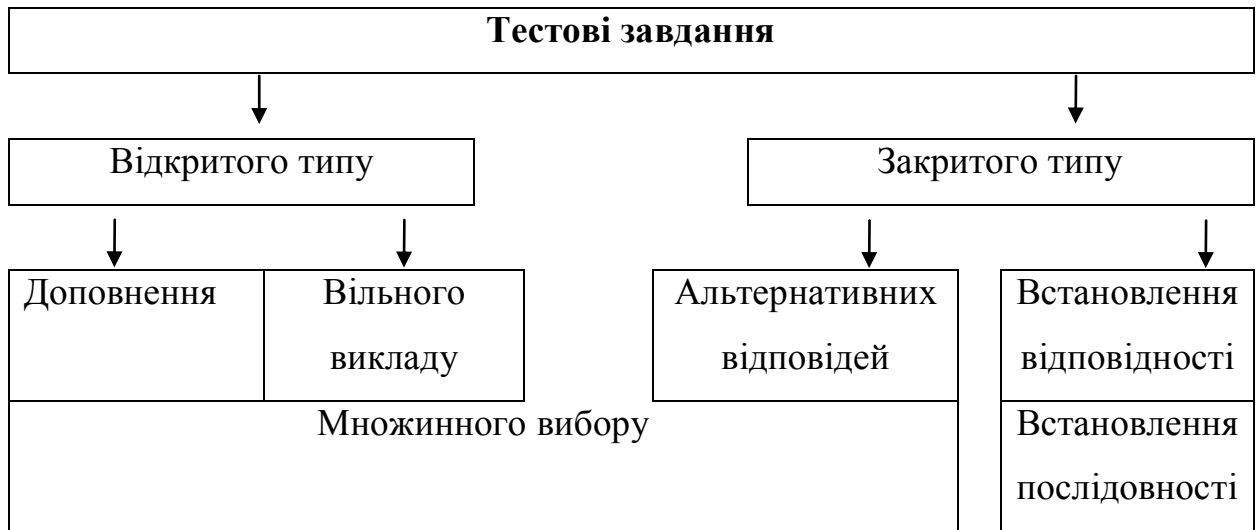 Тестові завдання
Відкритого типу
Закритого типу
Доповнення
Вільного
викладу
Альтернативних
відповідей
Встановлення
відповідності
Множинного вибору
Встановлення
послідовності